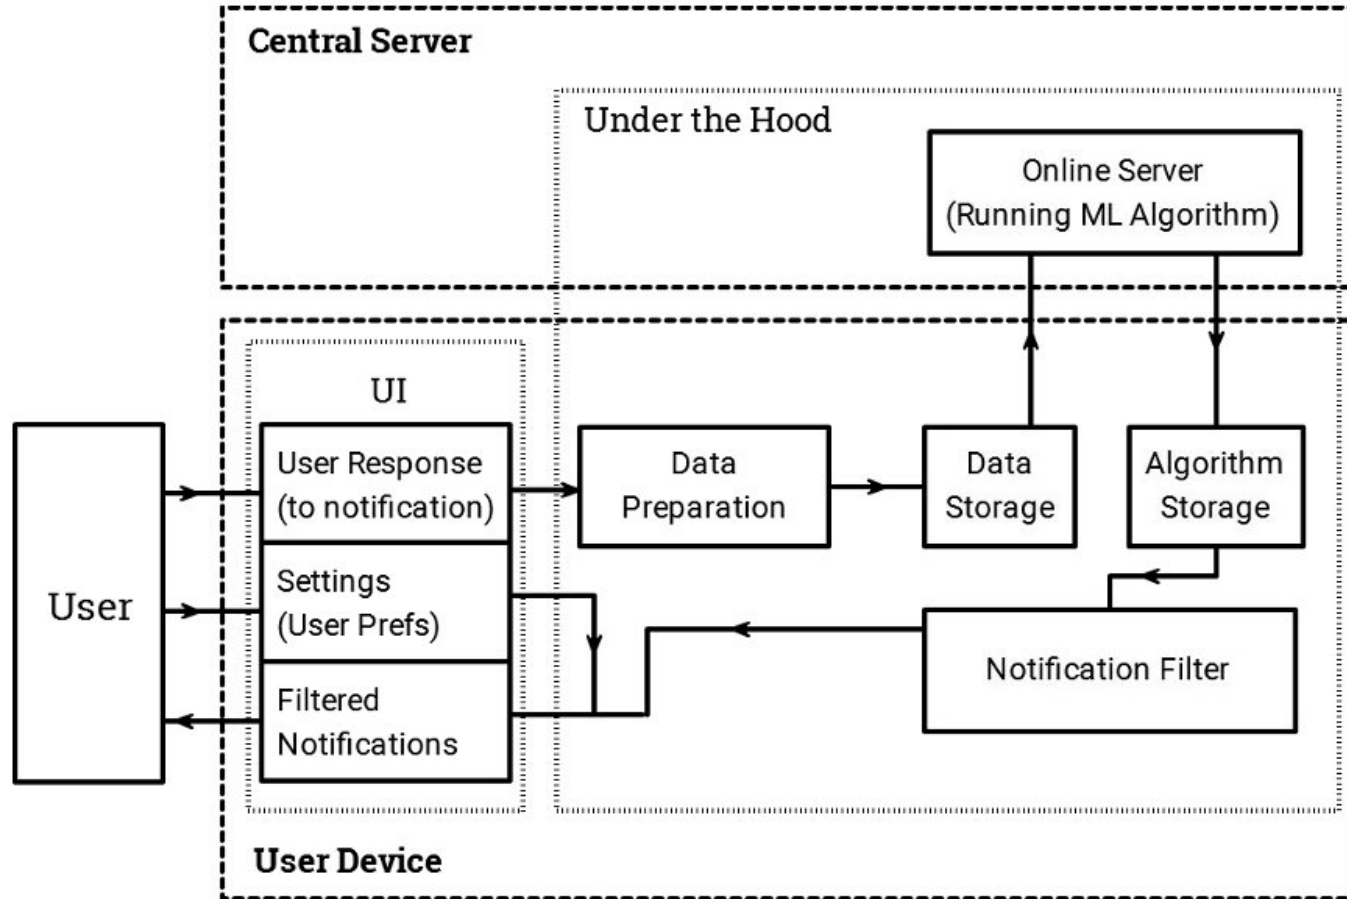 Central Server
Under the Hood
Online Server
(Running ML Algorithm)
UI
User Response
(to notification)
Data
Preparation
Data
Storage
Algorithm
Storage
User
Settings
(User Prefs)
Notification Filter
Filtered
Notifications
User Device